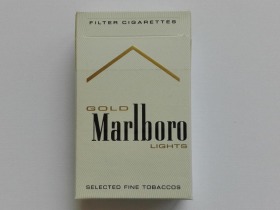 FILTER CIGARETTES
GOLD
Marlboro
LIGHTS
SELECTED FINE TOBACCOS